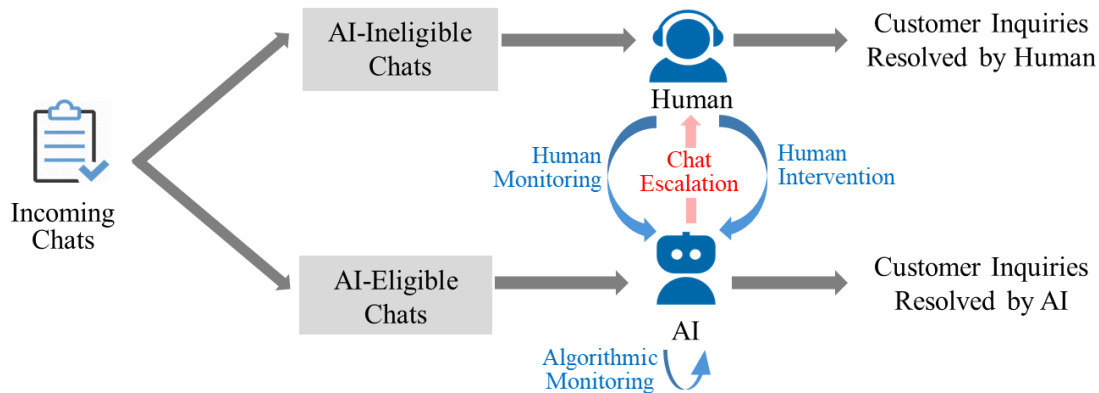 AI-Ineligible
Chats
Customer Inquiries
Resolved by Human
Human
Incoming
Chats
Human
Monitoring
Chat
Escalation
Human
Intervention
AI-Eligible
Chats
Customer Inquiries
Resolved by AI
AI
Algorithmic
Monitoring